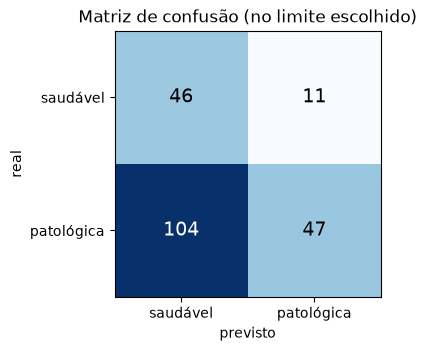 Matriz de confusão (no limite escolhido)
real
saudável
46
11
patológica
104
47
saudável
patológica
previsto